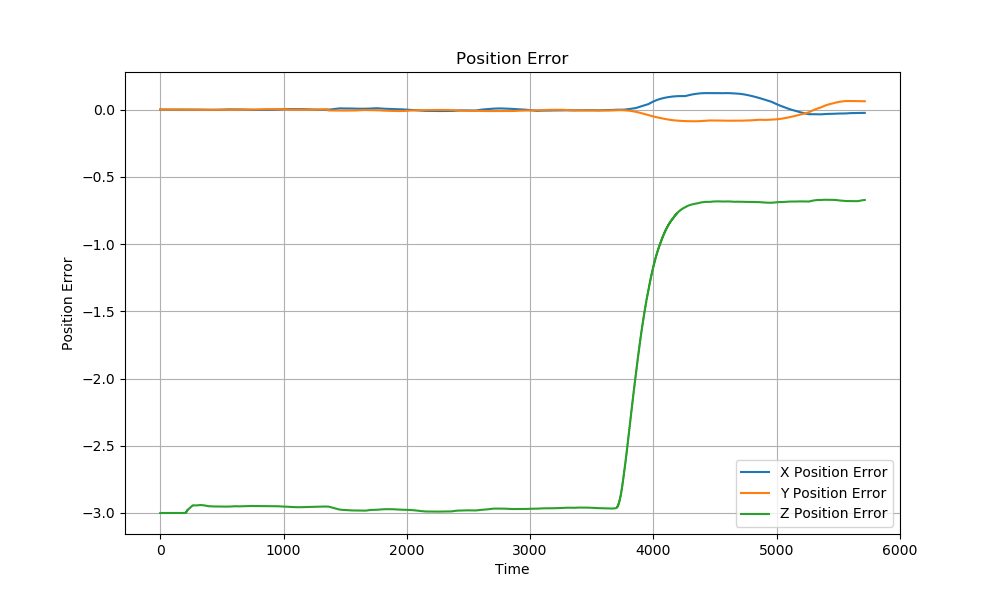 Position Error
Position Error
0.0
−0.5
−1.0
−1.5
−2.0
−2.5
−3.0
0 1000 2000 3000 4000 5000 6000
Time
X Position Error
Y Position Error
Z Position Error